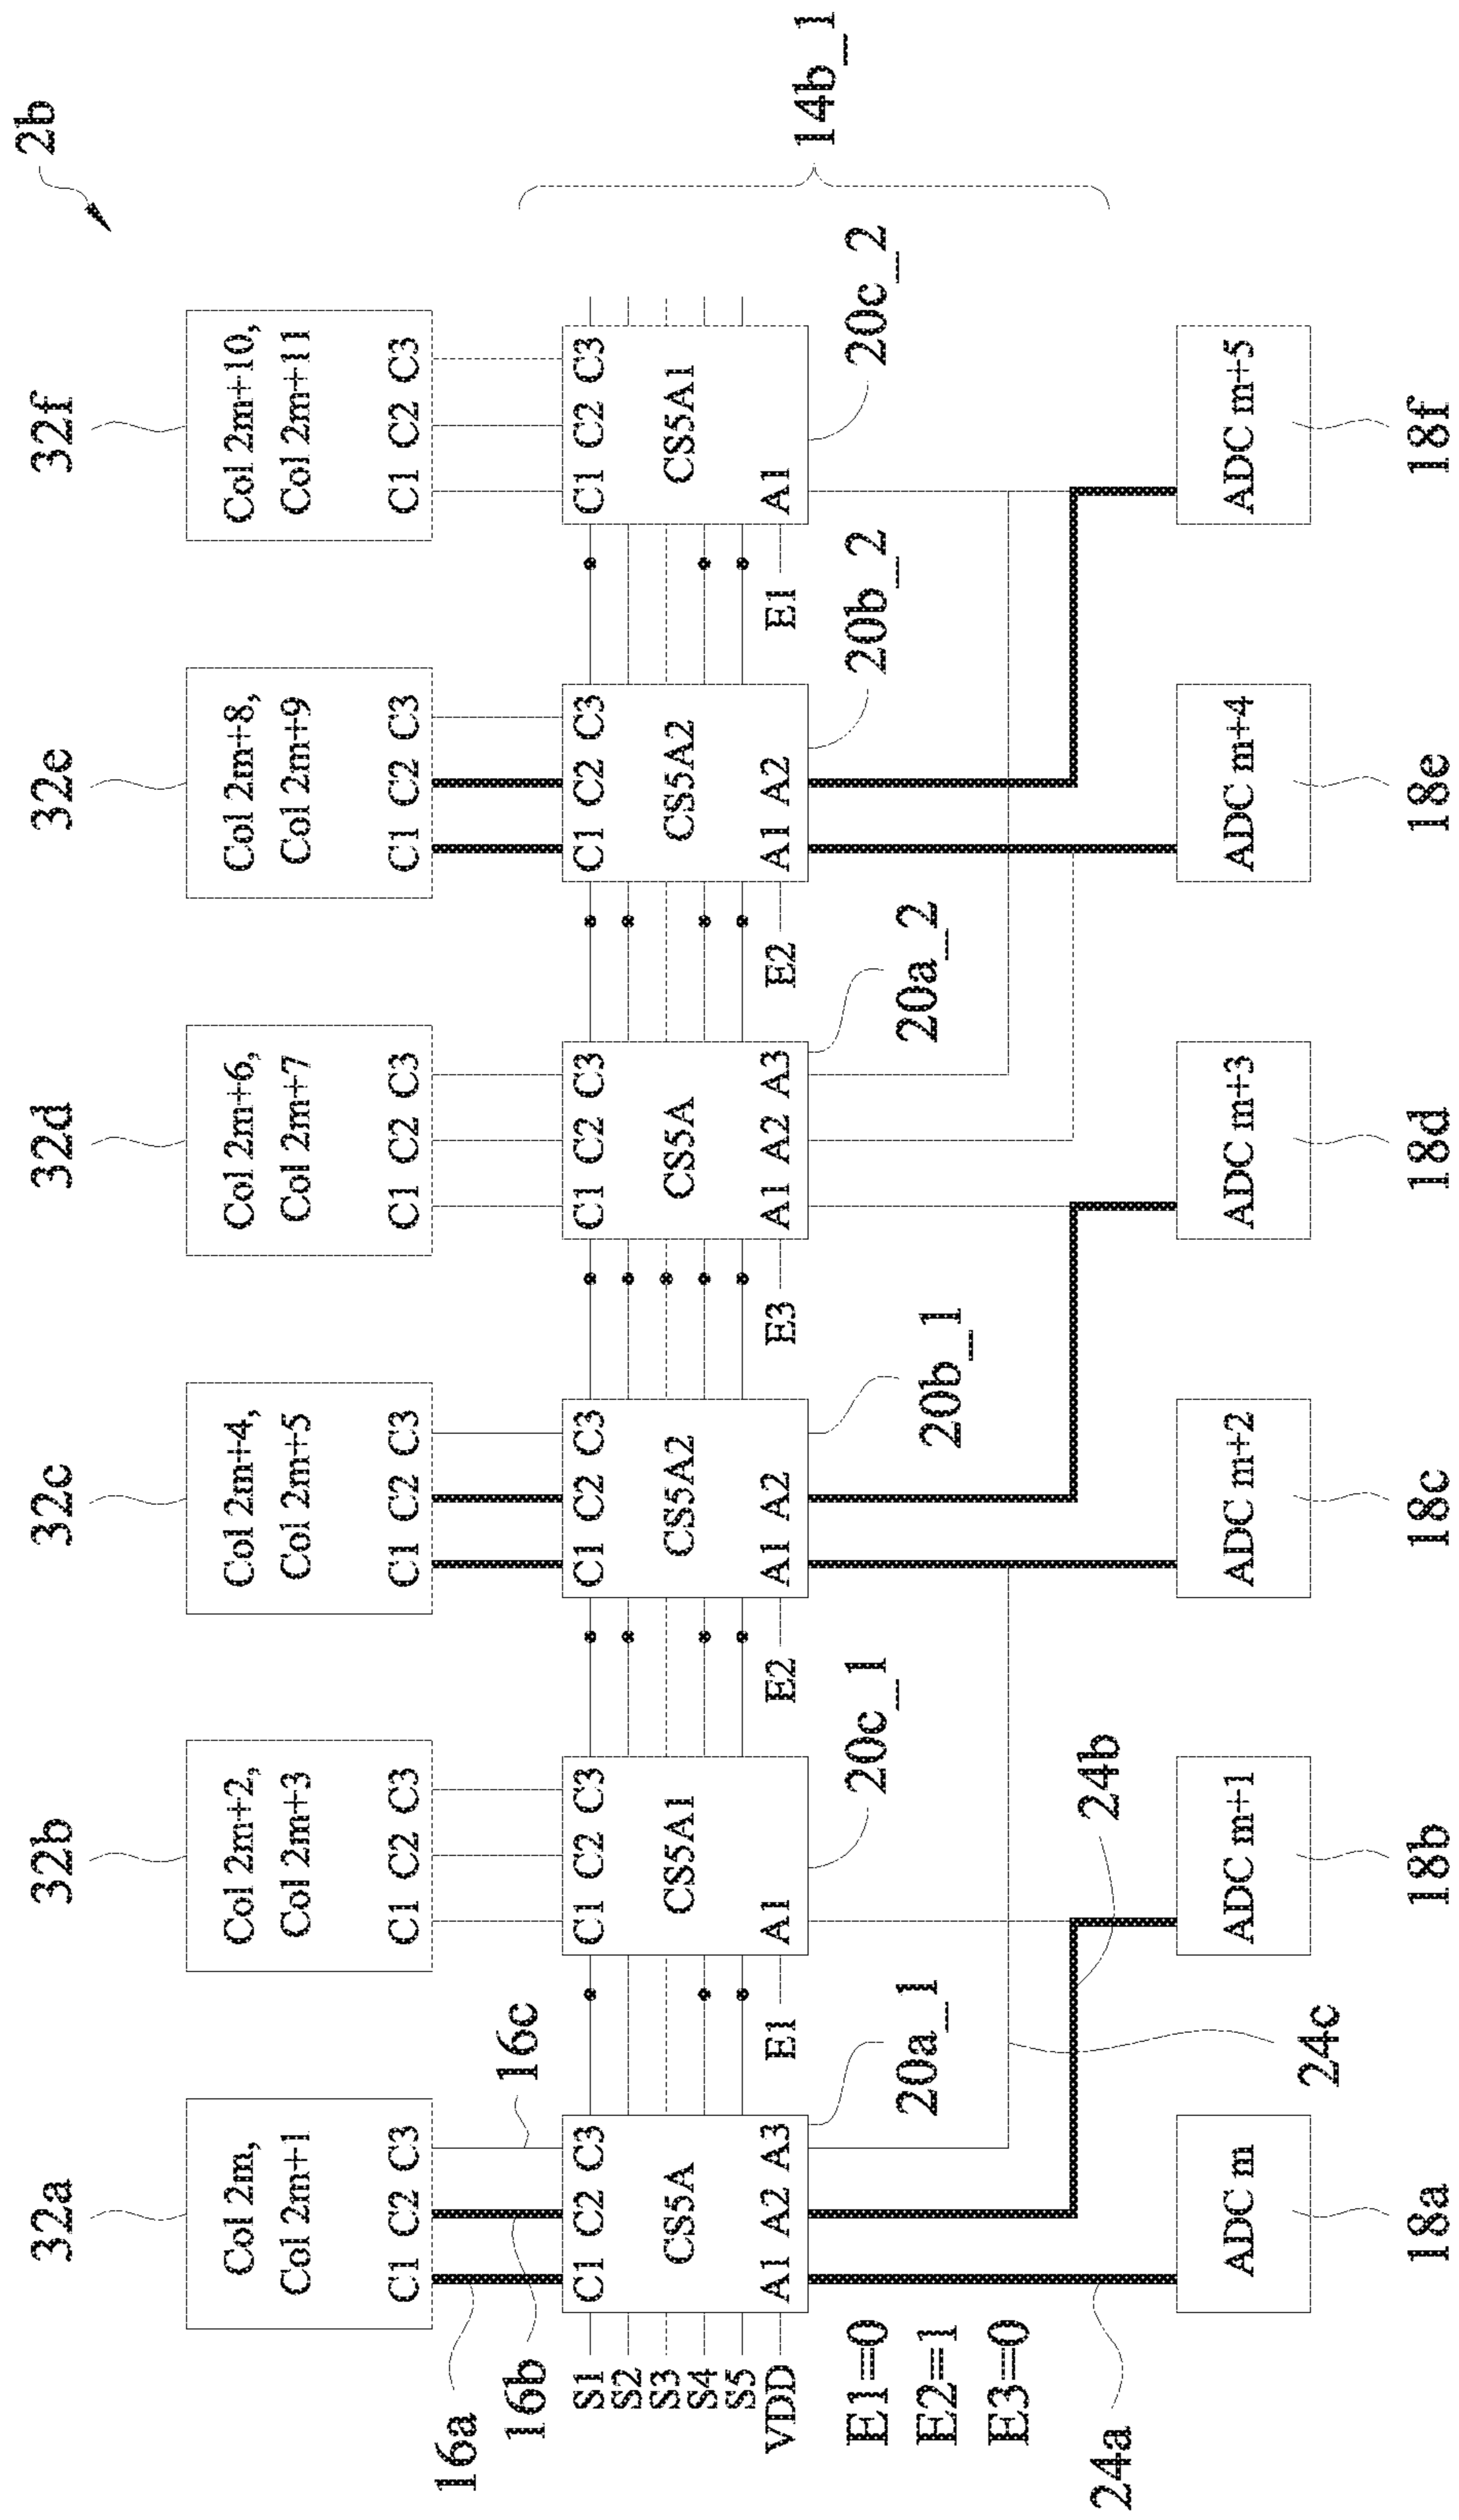 2b
32a
32b
32c
32d
32e
32f
Col 2m,
Col 2m+1
C1 C2 C3
Col 2m+2,
Col 2m+3
C1 C2 C3
Col 2m+4,
Col 2m+5
C1 C2 C3
Col 2m+6,
Col 2m+7
C1 C2 C3
Col 2m+8,
Col 2m+9
C1 C2 C3
Col 2m+10,
Col 2m+11
C1 C2 C3
16a
16b
16c
S1
S2
S3
S4
S5
VDD
C1 C2 C3
CS5A
A1 A2 A3
E1
C1 C2 C3
CS5A1
A1
E2
C1 C2 C3
CS5A2
A1 A2
E3
C1 C2 C3
CS5A
A1 A2 A3
E2
C1 C2 C3
CS5A2
A1 A2
E1
C1 C2 C3
CS5A1
A1
14b_1
20a_1
20c_1
20b_1
20a_2
20b_2
20c_2
E1=0
E2=1
E3=0
24a
24c
24b
ADC m
ADC m+1
ADC m+2
ADC m+3
ADC m+4
ADC m+5
18a
18b
18c
18d
18e
18f